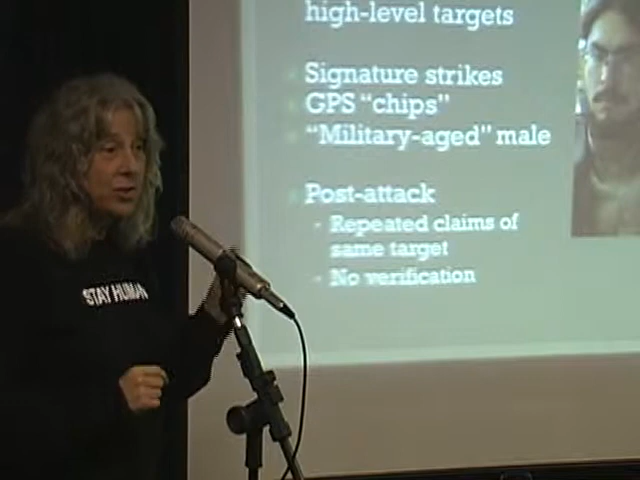 high-level targets
Signature strikes
GPS “chips”
“Military-aged” male
Post-attack
Repeated claims of
same target
No verification
STAY HUMAN